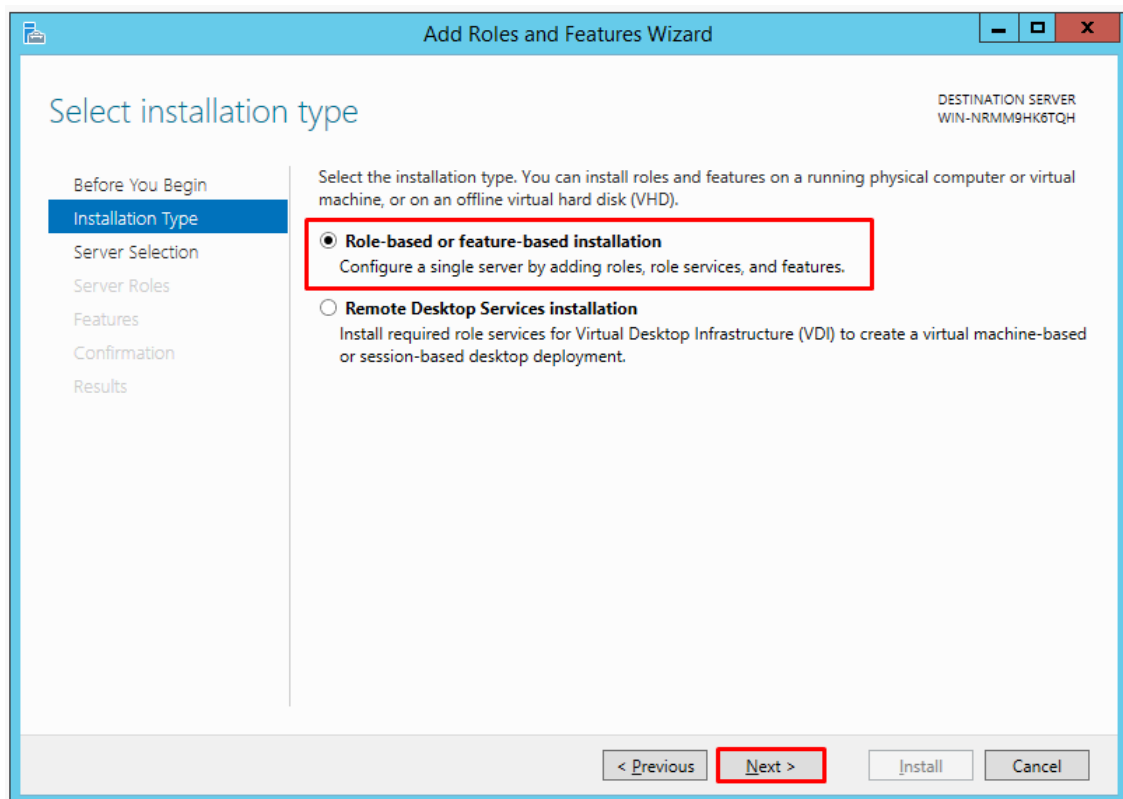 Add Roles and Features Wizard
Select installation type
DESTINATION SERVER
WIN-NRMM9HK6TQH
Before You Begin
Installation Type
Server Selection
Server Roles
Features
Confirmation
Results
Select the installation type. You can install roles and features on a running physical computer or virtual
machine, or on an offline virtual hard disk (VHD).
Role-based or feature-based installation
Configure a single server by adding roles, role services, and features.
Remote Desktop Services installation
Install required role services for Virtual Desktop Infrastructure (VDI) to create a virtual machine-based
or session-based desktop deployment.
< Previous
Next >
Install
Cancel